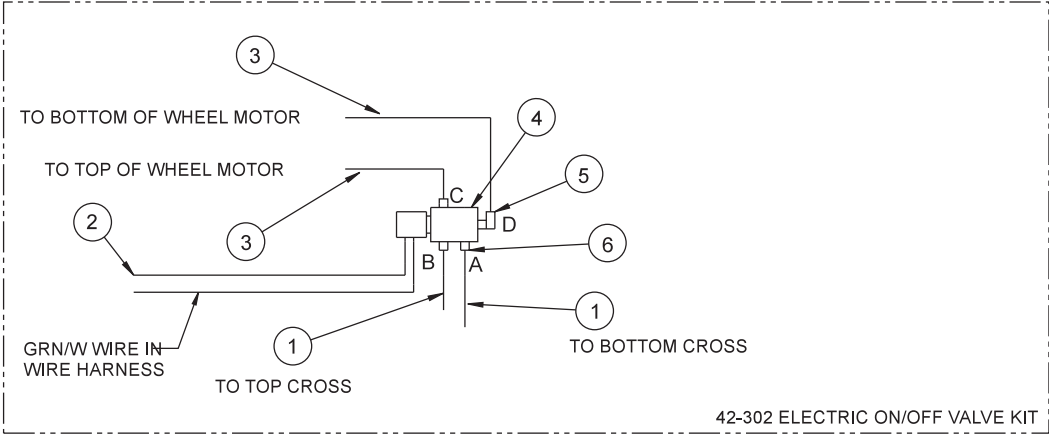 3
TO BOTTOM OF WHEEL MOTOR
4
TO TOP OF WHEEL MOTOR
5
C
2
D
3
6
B
A
1
1
GRN/W WIRE IN
WIRE HARNESS
TO BOTTOM CROSS
TO TOP CROSS
42-302 ELECTRIC ON/OFF VALVE KIT